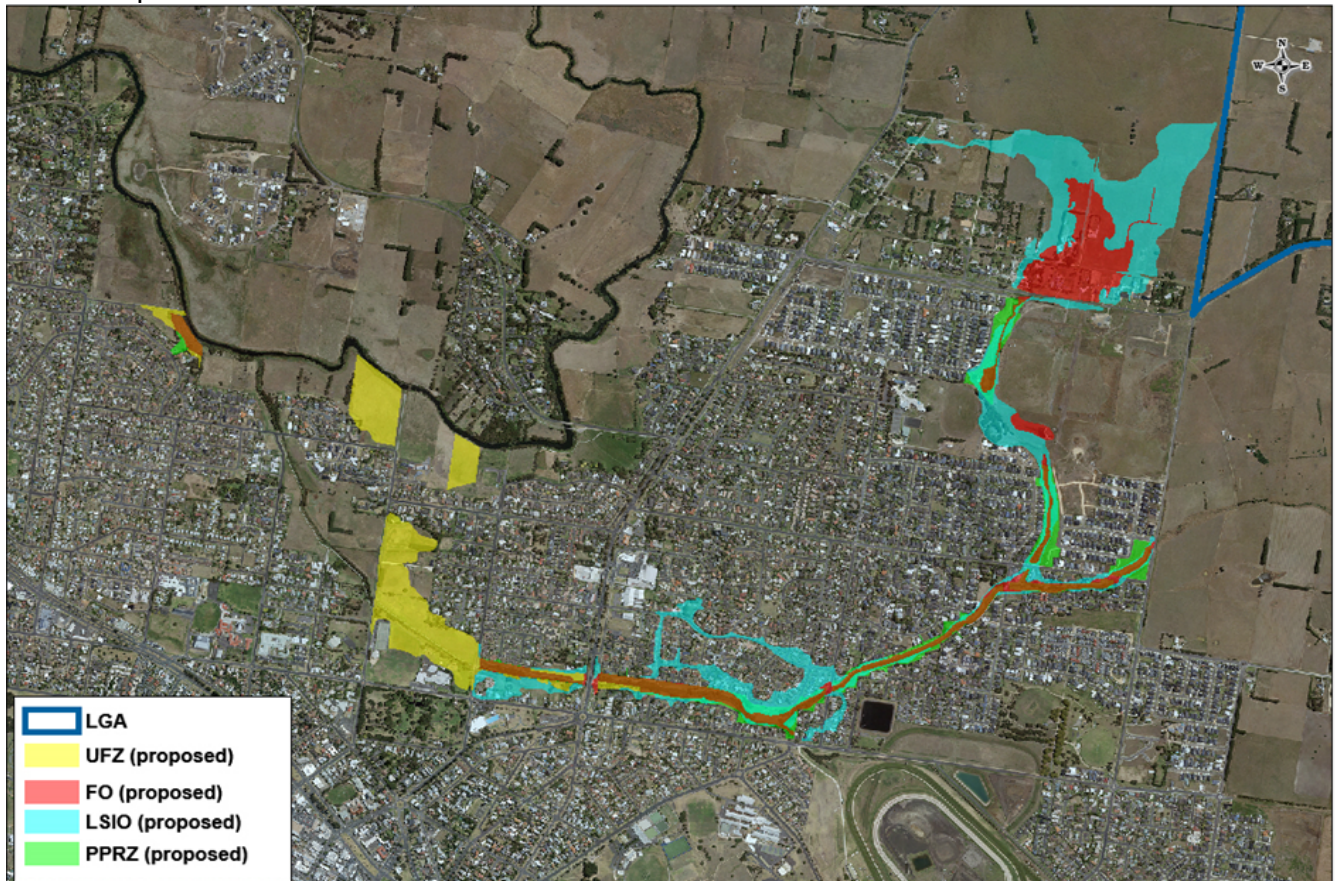 N
W E
S
LGA
UFZ (proposed)
FO (proposed)
LSIO (proposed)
PPRZ (proposed)